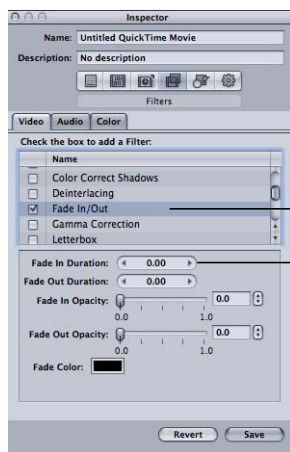 Inspector
Name: Untitled QuickTime Movie
Description: No description
Filters
Video Audio Color
Check the box to add a Filter:
Name
Color Correct Shadows
Deinterlacing
Fade In/Out
Gamma Correction
Letterbox
Fade In Duration: 0.00
Fade Out Duration: 0.00
Fade In Opacity: 0.0
0.0 1.0
Fade Out Opacity: 0.0
0.0 1.0
Fade Color:
Revert Save